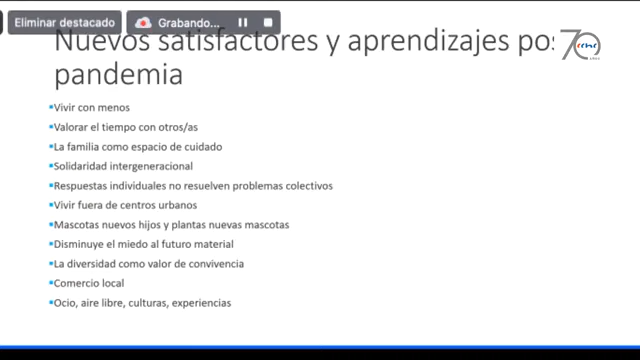 Eliminar destacado
Grabando...
Nuevos satisfactores y aprendizajes pos
pandemia
Vivir con menos
Valorar el tiempo con otros/as
La familia como espacio de cuidado
Solidaridad intergeneracional
Respuestas individuales no resuelven problemas colectivos
Vivir fuera de centros urbanos
Mascotas nuevos hijos y plantas nuevas mascotas
Disminuye el miedo al futuro material
La diversidad como valor de convivencia
Comercio local
Ocio, aire libre, culturas, experiencias
70